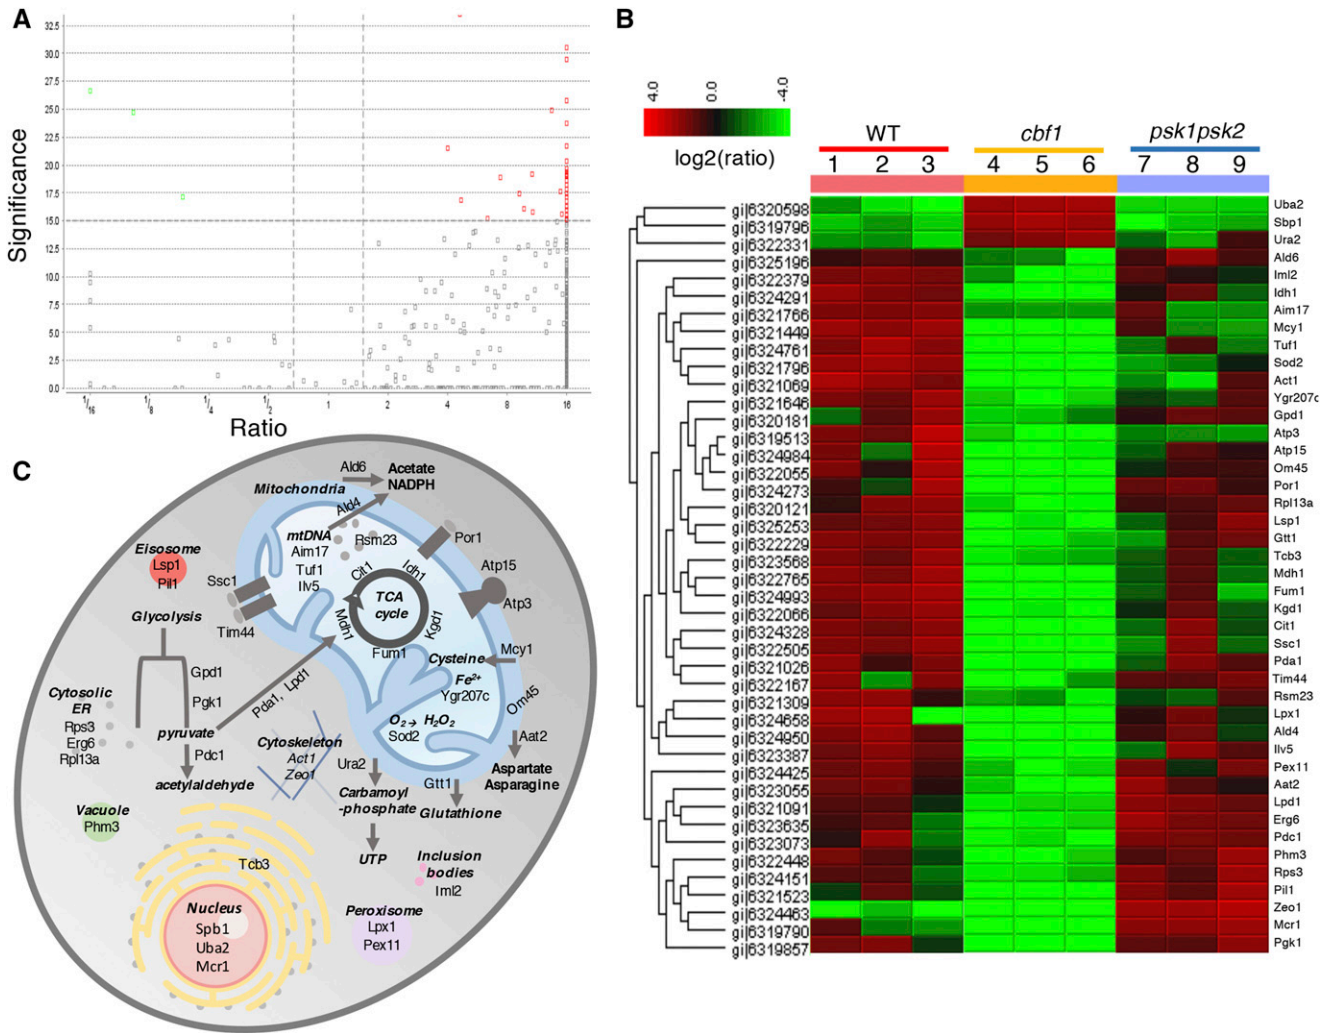 A
Significance
32.5
30.0
27.5
25.0
22.5
20.0
17.5
15.0
12.5
10.0
7.5
5.0
2.5
0.0
1/16
1/8
1/4
1/2
1
2
4
8
16
Ratio
B
4.0
0.0
-4.0
log2(ratio)
WT
cbf1
psk1psk2
1 2 3 4 5 6 7 8 9
gi|6320598
gi|6319796
gi|6322331
gi|6325196
gi|6322379
gi|6324291
gi|6321766
gi|6321449
gi|6324761
gi|6321796
gi|6321069
gi|6321646
gi|6320181
gi|6319513
gi|6324984
gi|6322055
gi|6324273
gi|6320121
gi|6325253
gi|6322229
gi|6323568
gi|6322765
gi|6324993
gi|6322066
gi|6324328
gi|6322505
gi|6321026
gi|6322167
gi|6321309
gi|6324658
gi|6324950
gi|6323387
gi|6324425
gi|6323055
gi|6321091
gi|6323635
gi|6323073
gi|6322448
gi|6324151
gi|6321523
gi|6324463
gi|6319790
gi|6319857
Uba2
Sbp1
Ura2
Ald6
Iml2
Idh1
Aim17
Mcy1
Tuf1
Sod2
Act1
Ygr207c
Gpd1
Atp3
Atp15
Om45
Por1
Rpl13a
Lsp1
Gtt1
Tcb3
Mdh1
Fum1
Kgd1
Cit1
Ssc1
Pda1
Tim44
Rsm23
Lpx1
Ald4
Ilv5
Pex11
Aat2
Lpd1
Erg6
Pdc1
Phm3
Rps3
Pil1
Zeo1
Mcr1
Pgk1
C
Ald6
Acetate
NADPH
Mitochondria
Ald4
mtDNA
Aim17
Tuf1
Ilv5
Rsm23
Por1
Eisosome
Lsp1
Pil1
Ssc1
Tim44
Cit1
Idh1
TCA
cycle
Mdh1
Kgd1
Fum1
Atp15
Atp3
Glycolysis
Gpd1
Pgk1
Pda1, Lpd1
Cysteine
Mcy1
Fe2+
Ygr207c
Om45
O2→ H2O2
Sod2
Cytosolic
ER
Rps3
Erg6
Rpl13a
pyruvate
Pdc1
acetylaldehyde
Cytoskeleton
Act1
Zeo1
Ura2
Carbamoyl
-phosphate
UTP
Gtt1
Glutathione
Aat2
Aspartate
Asparagine
Vacuole
Phm3
Tcb3
Nucleus
Spb1
Uba2
Mcr1
Inclusion
bodies
Iml2
Peroxisome
Lpx1
Pex11